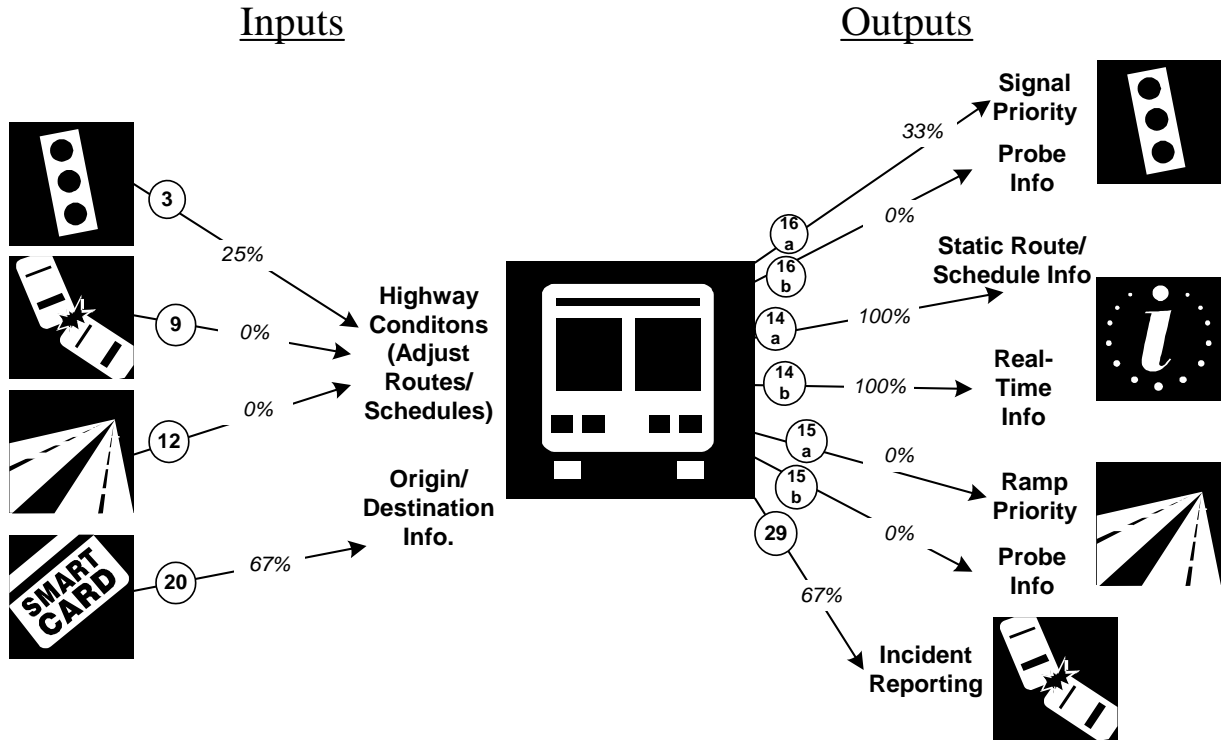 Inputs
Outputs
3
25%
9
0%
12
0%
20
67%
SMART
CARD
Highway
Conditons
(Adjust
Routes/
Schedules)
Origin/
Destination
Info.
16
a
33%
Signal
Priority
16
b
0%
Probe
Info
14
a
100%
Static Route/
Schedule Info
14
b
100%
Real-
Time
Info
i
15
a
0%
Ramp
Priority
15
b
0%
Probe
Info
29
67%
Incident
Reporting